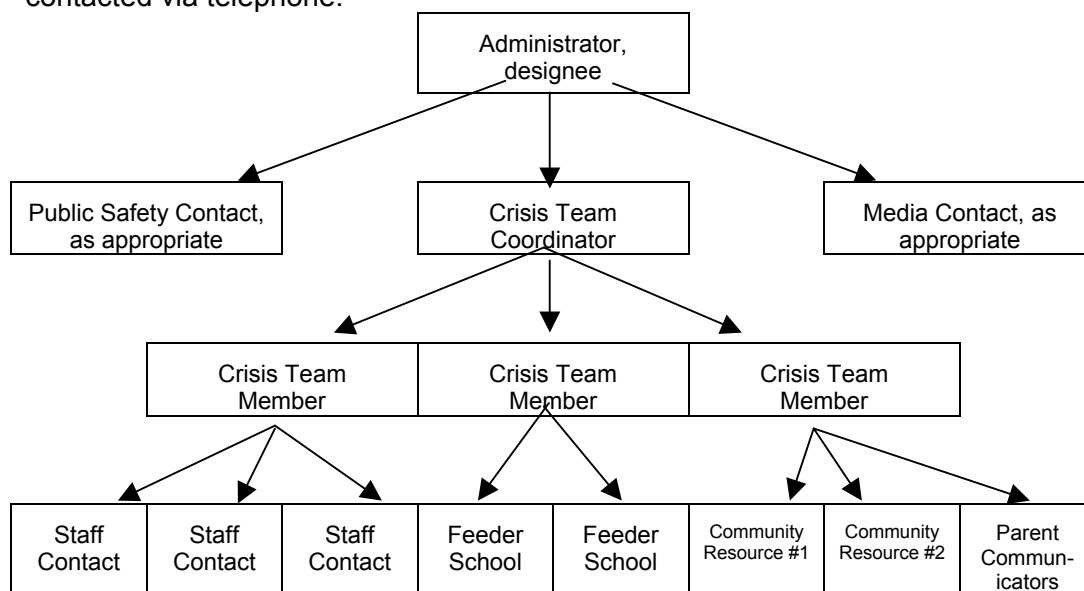 contacted via telephone.
Administrator,
designee
Public Safety Contact,
as appropriate
Crisis Team
Coordinator
Media Contact, as
appropriate
Crisis Team
Member
Crisis Team
Member
Crisis Team
Member
Staff
Contact
Staff
Contact
Staff
Contact
Feeder
School
Feeder
School
Community
Resource #1
Community
Resource #2
Parent
Commun-
icators